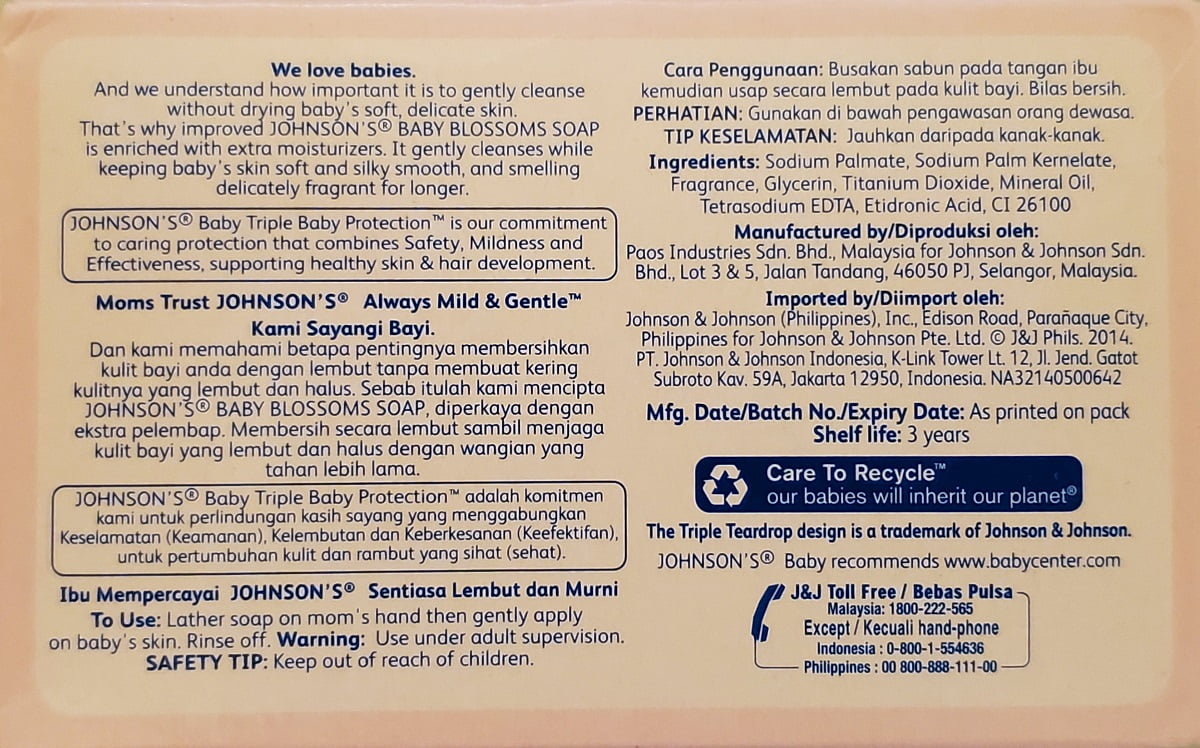 We love babies.
And we understand how important it is to gently cleanse
without drying baby's soft, delicate skin.
That's why improved JOHNSON'S® BABY BLOSSOMS SOAP
is enriched with extra moisturizers. It gently cleanses while
keeping baby's skin soft and silky smooth, and smelling
delicately fragrant for longer.
JOHNSON'S® Baby Triple Baby Protection™ is our commitment
to caring protection that combines Safety, Mildness and
Effectiveness, supporting healthy skin & hair development.
Moms Trust JOHNSON'S® Always Mild & Gentle™
Kami Sayangi Bayi.
Dan kami memahami betapa pentingnya membersihkan
kulit bayi anda dengan lembut tanpa membuat kering
kulitnya yang lembut dan halus. Sebab itulah kami mencipta
JOHNSON'S® BABY BLOSSOMS SOAP, diperkaya dengan
ekstra pelembap. Membersih secara lembut sambil menjaga
kulit bayi yang lembut dan halus dengan wangian yang
tahan lebih lama.
JOHNSON'S® Baby Triple Baby Protection™ adalah komitmen
kami untuk perlindungan kasih sayang yang menggabungkan
Keselamatan (Keamanan), Kelembutan dan Keberkesanan (Keefektifan),
untuk pertumbuhan kulit dan rambut yang sihat (sehat).
Ibu Mempercayai JOHNSON'S® Sentiasa Lembut dan Murni
To Use: Lather soap on mom's hand then gently apply
on baby's skin. Rinse off. Warning: Use under adult supervision.
SAFETY TIP: Keep out of reach of children.
Cara Penggunaan: Busakan sabun pada tangan ibu
kemudian usap secara lembut pada kulit bayi. Bilas bersih.
PERHATIAN: Gunakan di bawah pengawasan orang dewasa.
TIP KESELAMATAN: Jauhkan daripada kanak-kanak.
Ingredients: Sodium Palmate, Sodium Palm Kernelate,
Fragrance, Glycerin, Titanium Dioxide, Mineral Oil,
Tetrasodium EDTA, Etidronic Acid, CI 26100
Manufactured by/Diproduksi oleh:
Paos Industries Sdn. Bhd., Malaysia for Johnson & Johnson Sdn.
Bhd., Lot 3 & 5, Jalan Tandang, 46050 PJ, Selangor, Malaysia.
Imported by/Diimport oleh:
Johnson & Johnson (Philippines), Inc., Edison Road, Parañaque City,
Philippines for Johnson & Johnson Pte. Ltd. © J&J Phils. 2014.
PT. Johnson & Johnson Indonesia, K-Link Tower Lt. 12, Jl. Jend. Gatot
Subroto Kav. 59A, Jakarta 12950, Indonesia. NA32140500642
Mfg. Date/Batch No./Expiry Date: As printed on pack
Shelf life: 3 years
Care To Recycle™
our babies will inherit our planet®
The Triple Teardrop design is a trademark of Johnson & Johnson.
JOHNSON'S® Baby recommends www.babycenter.com
J&J Toll Free / Bebas Pulsa
Malaysia: 1800-222-565
Except / Kecuali hand-phone
Indonesia : 0-800-1-554636
Philippines : 00 800-888-111-00